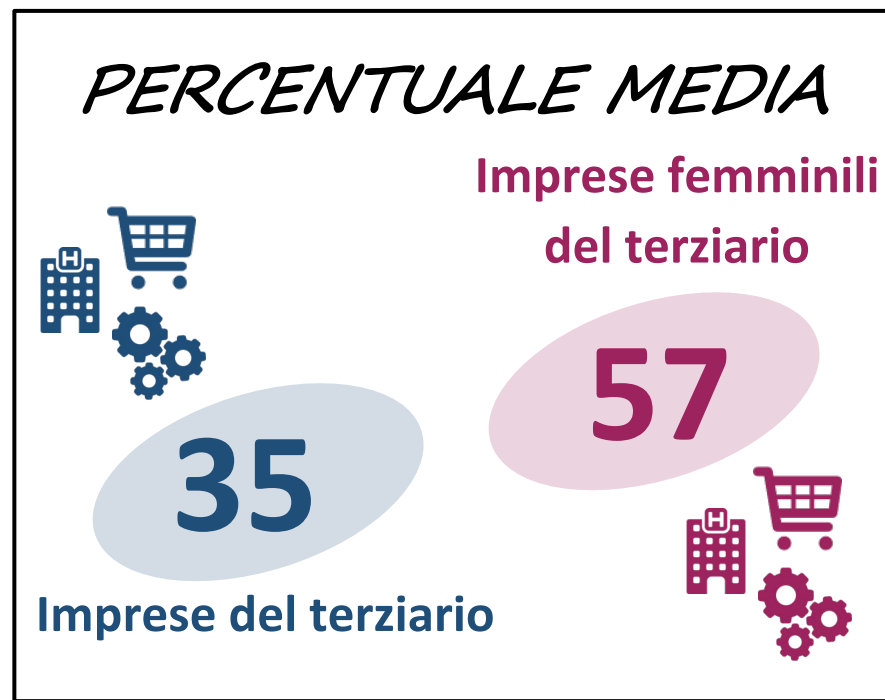 PERCENTUALE MEDIA
Imprese femminili
del terziario
H
57
35
H
Imprese del terziario